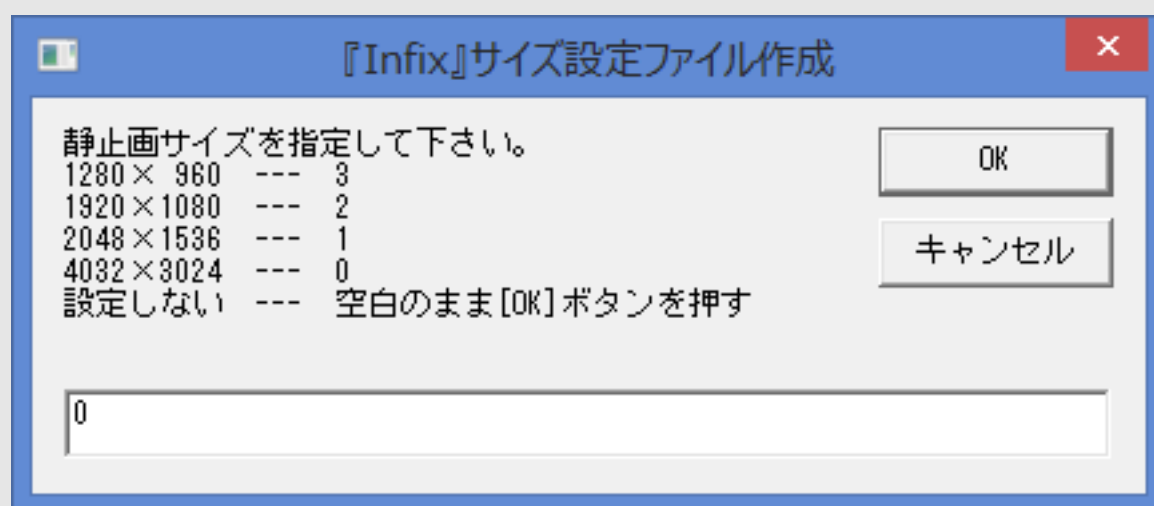 『Infix』サイズ設定ファイル作成
静止画サイズを指定して下さい。
1280× 960 --- 3
1920×1080 --- 2
2048×1536 --- 1
4032×3024 --- 0
設定しない --- 空白のまま[OK]ボタンを押す
OK
キャンセル
0